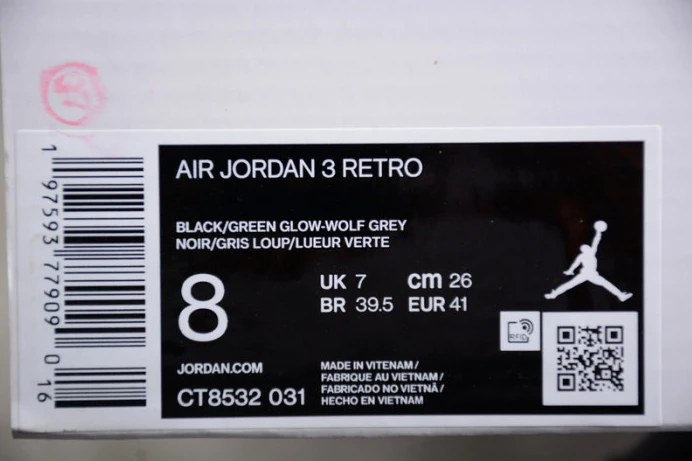 AIR JORDAN 3 RETRO
BLACK/GREEN GLOW-WOLF GREY
NOIR/GRIS LOUP/LUEUR VERTE
8
UK 7 cm 26
BR 39.5 EUR 41
RFID
JORDAN.COM
CT8532 031
MADE IN VITENAM /
FABRIQUE AU VIETNAM /
FABRICADO NO VIETNÃ /
HECHO EN VIETNAM
1 97593 77909 0 16